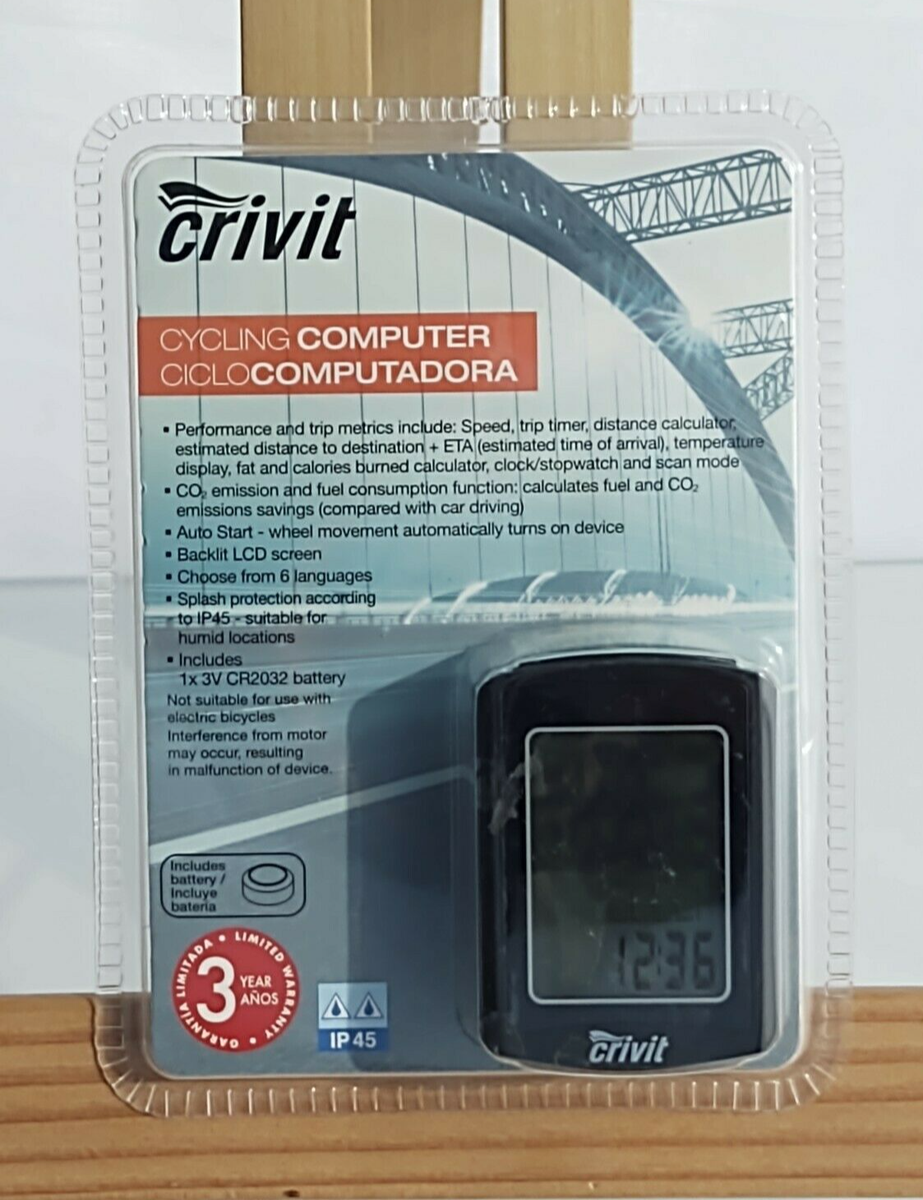 crivit
CYCLING COMPUTER
CICLOCOMPUTADORA
▪ Performance and trip metrics include: Speed, trip timer, distance calculator,
estimated distance to destination + ETA (estimated time of arrival), temperature
display, fat and calories burned calculator, clock/stopwatch and scan mode
▪ CO₂ emission and fuel consumption function: calculates fuel and CO₂
emissions savings (compared with car driving)
▪ Auto Start - wheel movement automatically turns on device
▪ Backlit LCD screen
▪ Choose from 6 languages
▪ Splash protection according
to IP45 - suitable for
humid locations
▪ Includes
1x 3V CR2032 battery
Not suitable for use with
electric bicycles
Interference from motor
may occur, resulting
in malfunction of device.
Includes
battery /
Incluye
batería
LIMITED WARRANTY
3 YEAR
AÑOS
GARANTÍA LIMITADA
IP 45
12:36
crivit